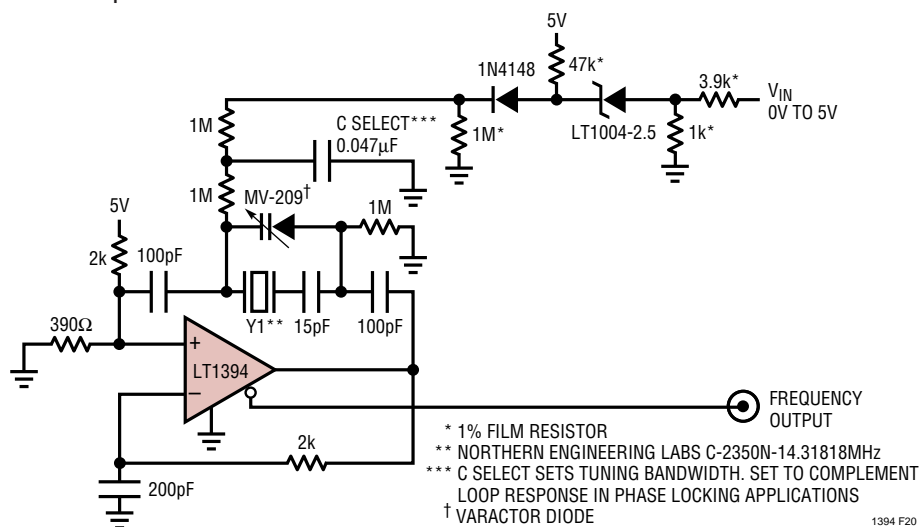 5V
1N4148
47k*
3.9k*
VIN
0V TO 5V
LT1004-2.5
1k*
1M*
1M
C SELECT***
0.047µF
1M
MV-209†
1M
5V
2k
100pF
Y1**
15pF
100pF
390Ω
+
LT1394
–
FREQUENCY
OUTPUT
2k
200pF
* 1% FILM RESISTOR
** NORTHERN ENGINEERING LABS C-2350N-14.31818MHz
*** C SELECT SETS TUNING BANDWIDTH. SET TO COMPLEMENT
LOOP RESPONSE IN PHASE LOCKING APPLICATIONS
† VARACTOR DIODE
1394 F20